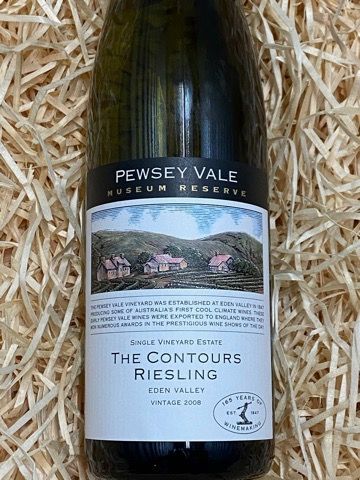 PEWSEY VALE
MUSEUM RESERVE
THE PEWSEY VALE VINEYARD WAS ESTABLISHED AT EDEN VALLEY IN 1847
PRODUCING SOME OF AUSTRALIA'S FIRST COOL CLIMATE WINES. THESE
EARLY PEWSEY VALE WINES WERE EXPORTED TO ENGLAND WHERE THEY
WON NUMEROUS AWARDS IN THE PRESTIGIOUS WINE SHOWS OF THE DAY.
SINGLE VINEYARD ESTATE
THE CONTOURS
RIESLING
EDEN VALLEY
VINTAGE 2008
165 YEARS OF
EST 1847
WINEMAKING